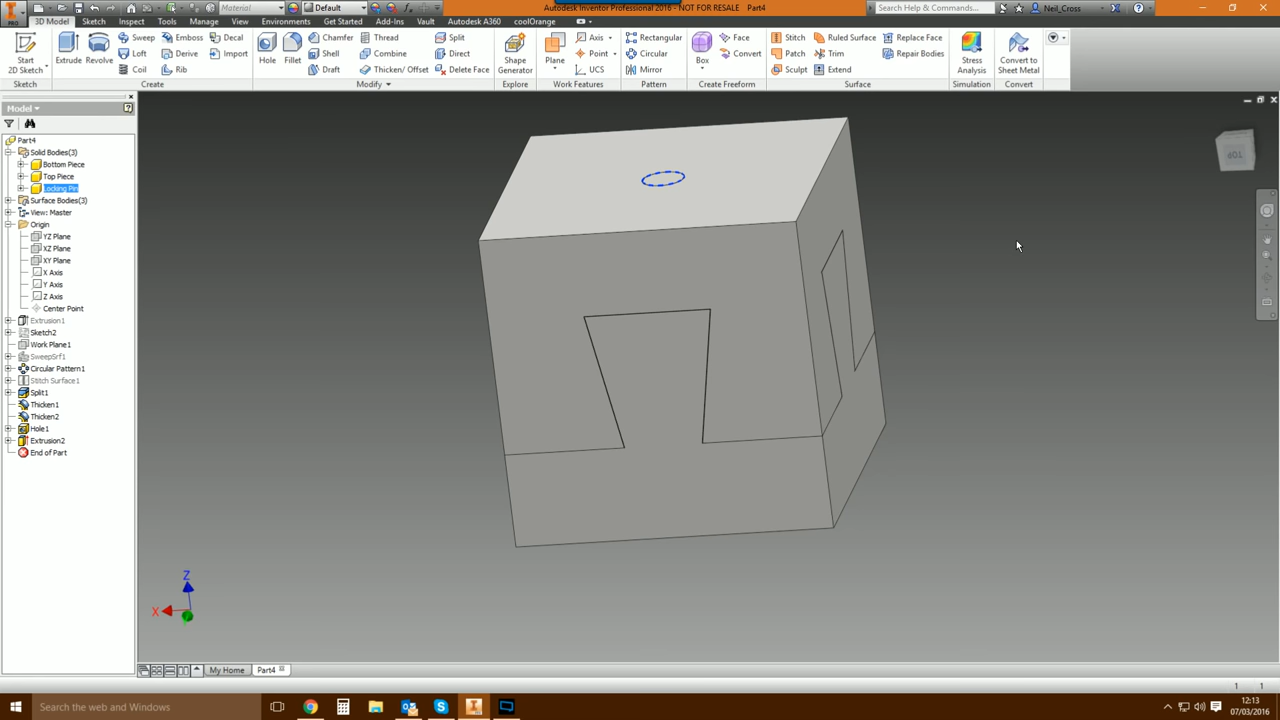 PRO
Material
Default
Autodesk Inventor Professional 2016 - NOT FOR RESALE   Part4
Search Help & Commands...
Neil_Cross
3D Model
Sketch
Inspect
Tools
Manage
View
Environments
Get Started
Add-Ins
Vault
Autodesk A360
coolOrange
Start
2D Sketch
Extrude
Revolve
Sweep
Emboss
Decal
Loft
Derive
Import
Coil
Rib
Hole
Fillet
Chamfer
Thread
Split
Shell
Combine
Direct
Draft
Thicken/ Offset
Delete Face
Shape
Generator
Plane
Axis
Point
UCS
Rectangular
Circular
Mirror
Box
Face
Convert
Stitch
Ruled Surface
Replace Face
Patch
Trim
Repair Bodies
Sculpt
Extend
Stress
Analysis
Convert to
Sheet Metal
Sketch
Create
Modify
Explore
Work Features
Pattern
Create Freeform
Surface
Simulation
Convert
Model
Part4
Solid Bodies(3)
Bottom Piece
Top Piece
Locking Pin
Surface Bodies(3)
View: Master
Origin
YZ Plane
XZ Plane
XY Plane
X Axis
Y Axis
Z Axis
Center Point
Extrusion1
Sketch2
Work Plane1
SweepSrf1
Circular Pattern1
Stitch Surface1
Split1
Thicken1
Thicken2
Hole1
Extrusion2
End of Part
TOP
Z
X
My Home
Part4
1
1
Search the web and Windows
12:13
07/03/2016